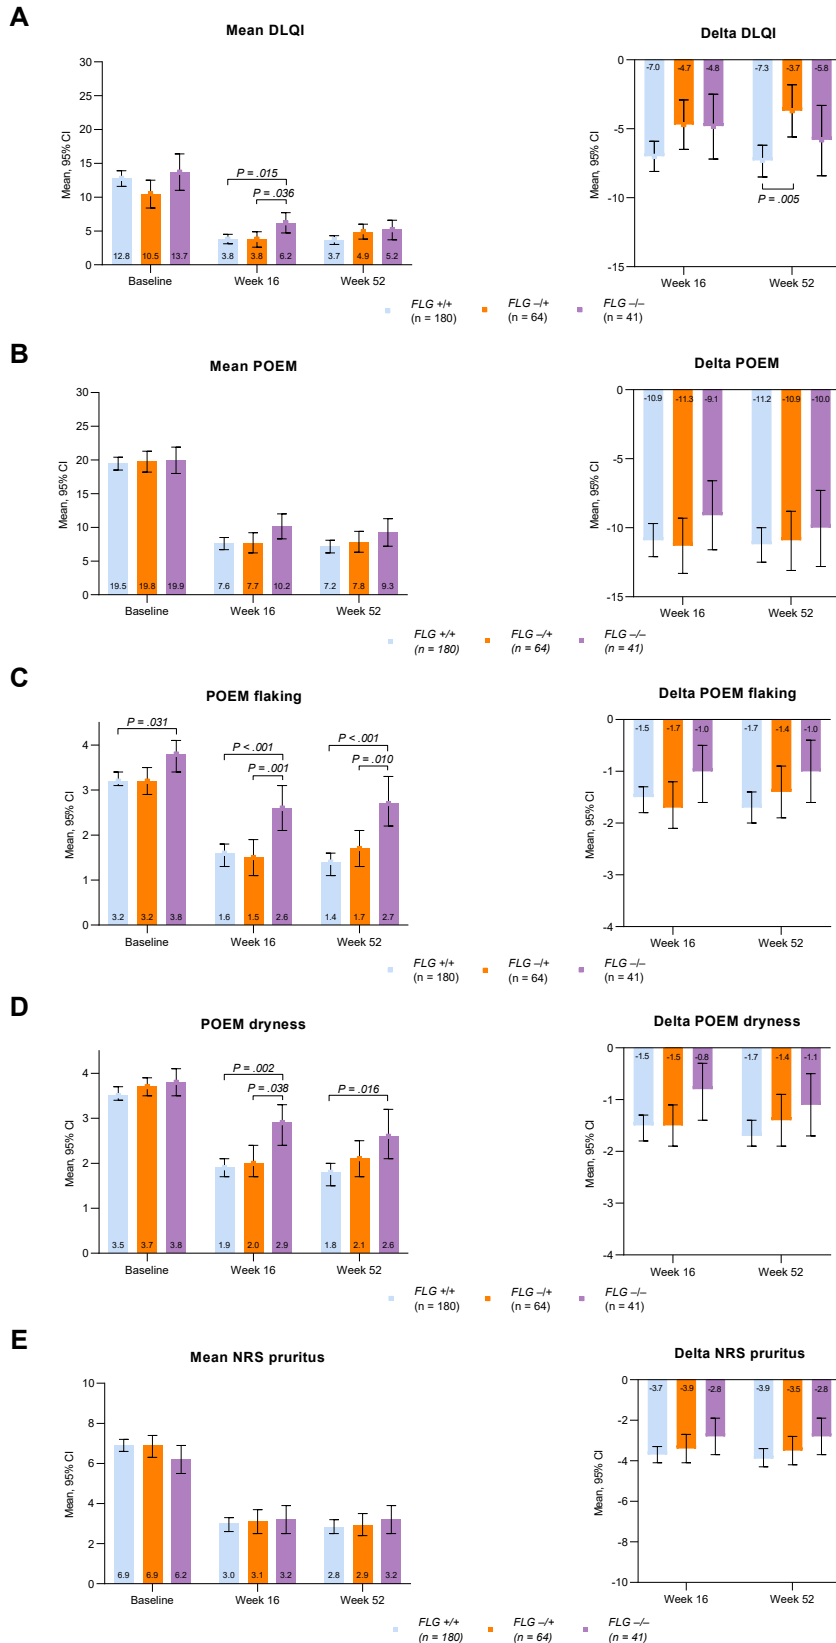 A
Mean DLQI
Mean, 95% CI
30
25
20
15
10
5
0
P = .015
P = .036
12.8 10.5 13.7 3.8 3.8 6.2 3.7 4.9 5.2
Baseline Week 16 Week 52
Delta DLQI
Mean, 95% CI
0
-5
-10
-15
-7.0 -4.7 -4.8 -7.3 -3.7 -5.8
P = .005
Week 16 Week 52
FLG +/+ FLG –/+ FLG –/–
(n = 180) (n = 64) (n = 41)
B
Mean POEM
Mean, 95% CI
30
25
20
15
10
5
0
19.5 19.8 19.9 7.6 7.7 10.2 7.2 7.8 9.3
Baseline Week 16 Week 52
Delta POEM
Mean, 95% CI
0
-5
-10
-15
-10.9 -11.3 -9.1 -11.2 -10.9 -10.0
Week 16 Week 52
FLG +/+ FLG –/+ FLG –/–
(n = 180) (n = 64) (n = 41)
C
POEM flaking
Mean, 95% CI
4
3
2
1
0
P = .031
P < .001
P = .001
P < .001
P = .010
3.2 3.2 3.8 1.6 1.5 2.6 1.4 1.7 2.7
Baseline Week 16 Week 52
Delta POEM flaking
Mean, 95% CI
0
-1
-2
-3
-4
-1.5 -1.7 -1.0 -1.7 -1.4 -1.0
Week 16 Week 52
FLG +/+ FLG –/+ FLG –/–
(n = 180) (n = 64) (n = 41)
D
POEM dryness
Mean, 95% CI
4
3
2
1
0
P = .002
P = .038
P = .016
3.5 3.7 3.8 1.9 2.0 2.9 1.8 2.1 2.6
Baseline Week 16 Week 52
Delta POEM dryness
Mean, 95% CI
0
-1
-2
-3
-4
-1.5 -1.5 -0.8 -1.7 -1.4 -1.1
Week 16 Week 52
FLG +/+ FLG –/+ FLG –/–
(n = 180) (n = 64) (n = 41)
E
Mean NRS pruritus
Mean, 95% CI
10
8
6
4
2
0
6.9 6.9 6.2 3.0 3.1 3.2 2.8 2.9 3.2
Baseline Week 16 Week 52
Delta NRS pruritus
Mean, 95% CI
0
-2
-4
-6
-8
-10
-3.7 -3.9 -2.8 -3.9 -3.5 -2.8
Week 16 Week 52
FLG +/+ FLG –/+ FLG –/–
(n = 180) (n = 64) (n = 41)